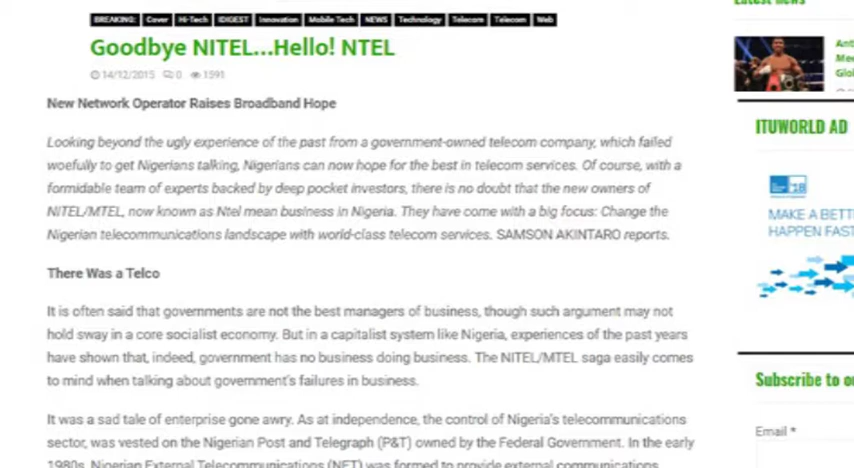 Latest news
BREAKING: Cover Hi-Tech IDIGEST Innovation Mobile Tech NEWS Technology Telecom Telecom Web
Goodbye NITEL...Hello! NTEL
14/12/2015 0 1591
New Network Operator Raises Broadband Hope
Looking beyond the ugly experience of the past from a government-owned telecom company, which failed
woefully to get Nigerians talking, Nigerians can now hope for the best in telecom services. Of course, with a
formidable team of experts backed by deep pocket investors, there is no doubt that the new owners of
NITEL/MTEL, now known as Ntel mean business in Nigeria. They have come with a big focus: Change the
Nigerian telecommunications landscape with world-class telecom services. SAMSON AKINTARO reports.
There Was a Telco
It is often said that governments are not the best managers of business, though such argument may not
hold sway in a core socialist economy. But in a capitalist system like Nigeria, experiences of the past years
have shown that, indeed, government has no business doing business. The NITEL/MTEL saga easily comes
to mind when talking about government's failures in business.
It was a sad tale of enterprise gone awry. As at independence, the control of Nigeria's telecommunications
sector, was vested on the Nigerian Post and Telegraph (P&T) owned by the Federal Government. In the early
1980s, Nigerian External Telecommunications (NET) was formed to provide external communications
Ant
Me
Glo
ITUWORLD AD
18
MAKE A BETT
HAPPEN FAST
Subscribe to o
Email *